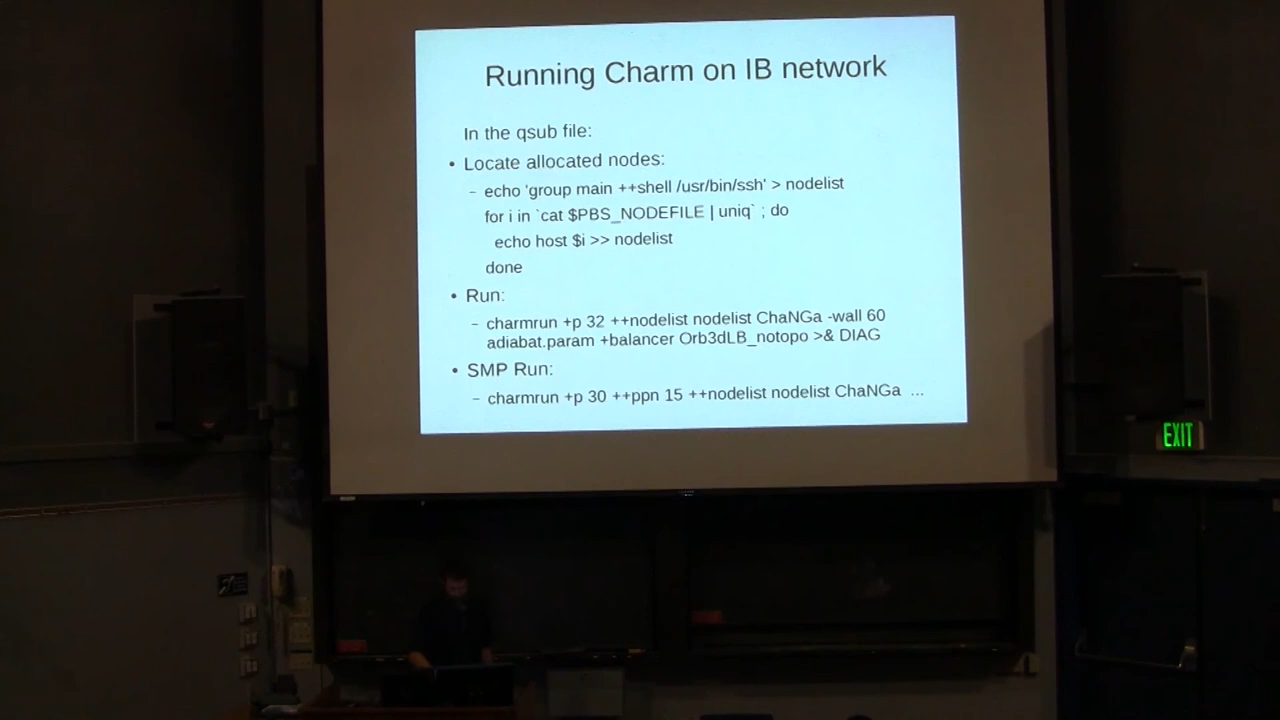 Running Charm on IB network
In the qsub file:
• Locate allocated nodes:
– echo 'group main ++shell /usr/bin/ssh' > nodelist
for i in `cat $PBS_NODEFILE | uniq` ; do
echo host $i >> nodelist
done
• Run:
– charmrun +p 32 ++nodelist nodelist ChaNGa -wall 60
adiabat.param +balancer Orb3dLB_notopo >& DIAG
• SMP Run:
– charmrun +p 30 ++ppn 15 ++nodelist nodelist ChaNGa ...
EXIT